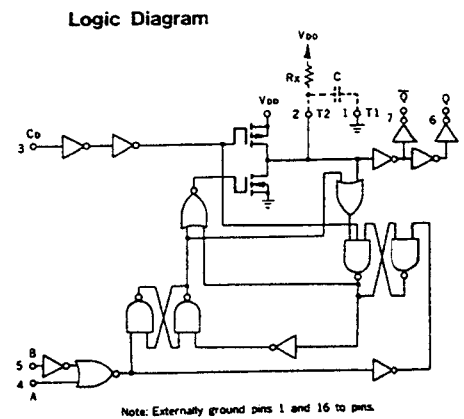 Logic Diagram
VDD
Rx
C
VDD
2 T2 1 T1
Q̅ Q
7 6
CD
3
B
5
4
A
Note: Externally ground pins 1 and 16 to pins.